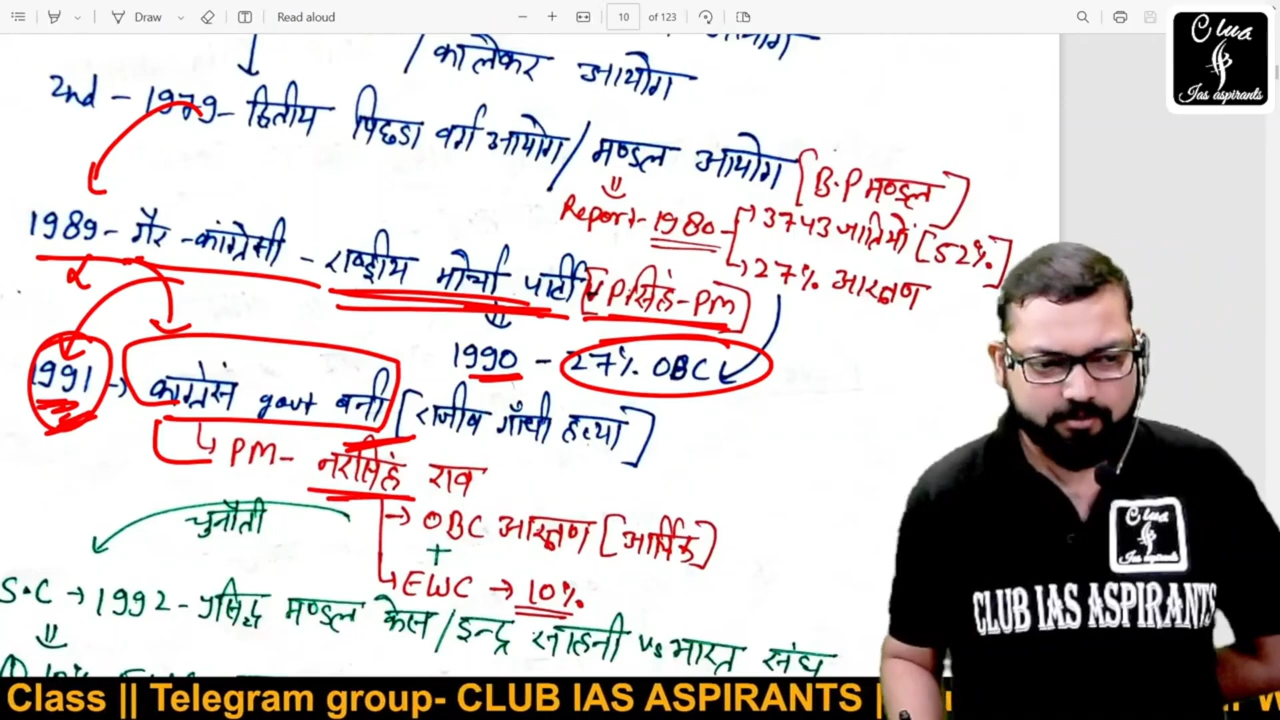 Draw
Read aloud
10 of 123
Club
Ias aspirants
/ कालेकर आयोग
2nd - 1979 - द्वितीय पिछडा वर्ग आयोग / मण्डल आयोग [B.P मण्डल]
Report - 1980 - 3743 जातियों [52%]
27% आरक्षण
1989 - गैर - कांग्रेसी - राष्ट्रीय मोर्चा पार्टी [V.P सिंह - PM]
1990 - 27% OBC
1991 → कांग्रेस govt बनी [राजीव गाँधी हत्या]
PM - नरसिंह राव
→ OBC आरक्षण [आर्थिक]
+
चुनौती
EWC → 10%
S.C → 1992 - प्रसिद्ध मण्डल केस / इन्द्र साहनी vs भारत संघ
Club
Ias aspirants
CLUB IAS ASPIRANTS
Class || Telegram group- CLUB IAS ASPIRANTS |